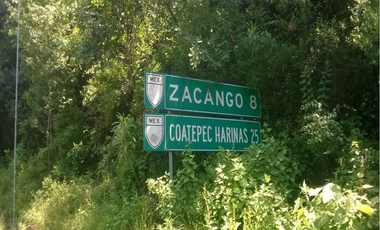 MEX.
ZACANGO 8
MEX.
COATEPEC HARINAS 25